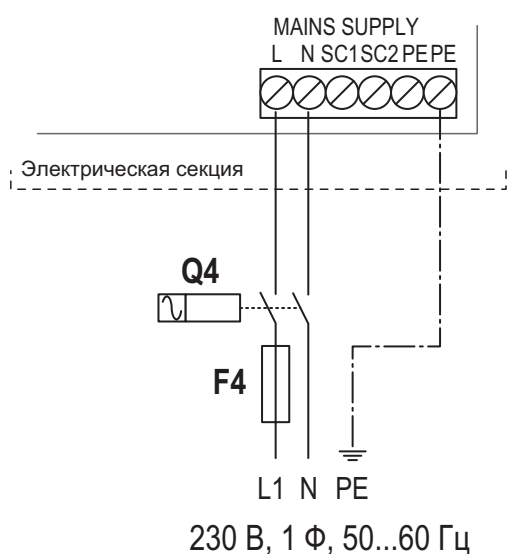 MAINS SUPPLY
L N SC1 SC2 PE PE
Электрическая секция
Q4
F4
L1 N PE
230 В, 1 Ф, 50...60 Гц